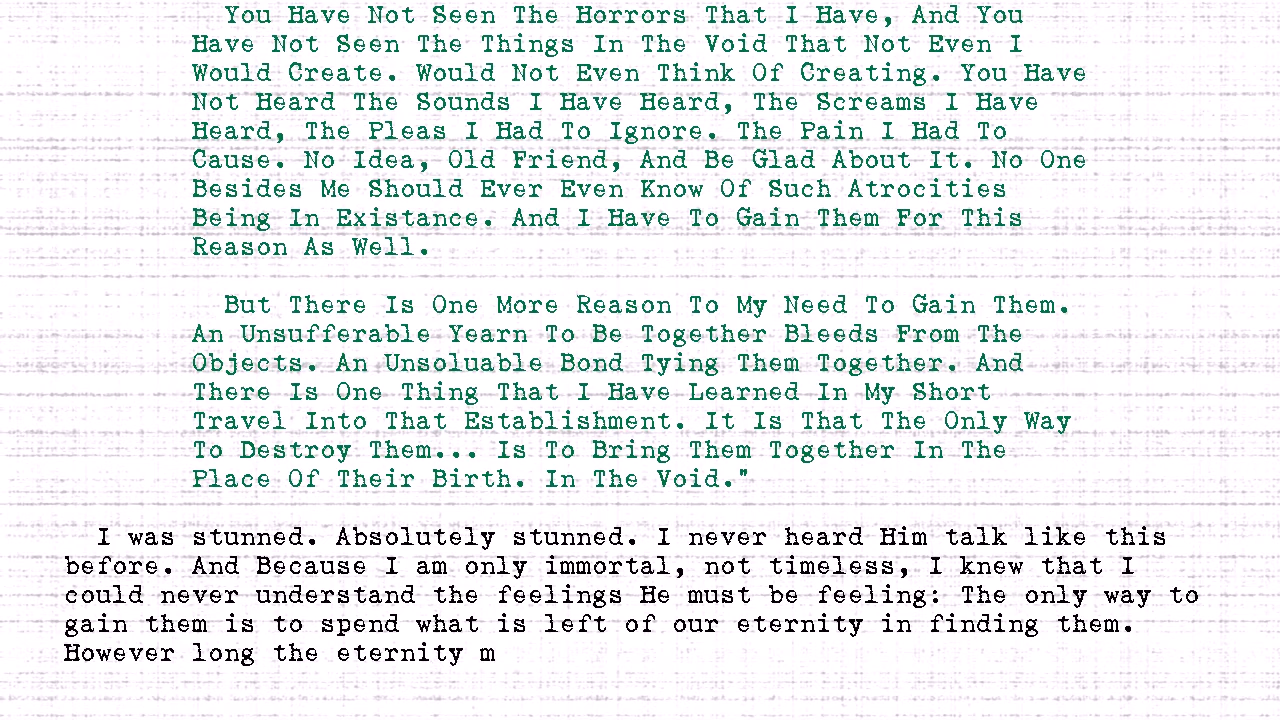 You Have Not Seen The Horrors That I Have, And You
Have Not Seen The Things In The Void That Not Even I
Would Create. Would Not Even Think Of Creating. You Have
Not Heard The Sounds I Have Heard, The Screams I Have
Heard, The Pleas I Had To Ignore. The Pain I Had To
Cause. No Idea, Old Friend, And Be Glad About It. No One
Besides Me Should Ever Even Know Of Such Atrocities
Being In Existance. And I Have To Gain Them For This
Reason As Well.
But There Is One More Reason To My Need To Gain Them.
An Unsufferable Yearn To Be Together Bleeds From The
Objects. An Unsoluable Bond Tying Them Together. And
There Is One Thing That I Have Learned In My Short
Travel Into That Establishment. It Is That The Only Way
To Destroy Them... Is To Bring Them Together In The
Place Of Their Birth. In The Void."
I was stunned. Absolutely stunned. I never heard Him talk like this
before. And Because I am only immortal, not timeless, I knew that I
could never understand the feelings He must be feeling: The only way to
gain them is to spend what is left of our eternity in finding them.
However long the eternity m